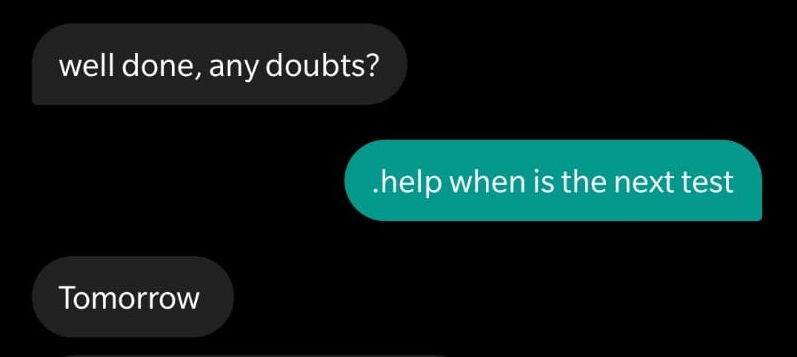 well done, any doubts?
.help when is the next test
Tomorrow